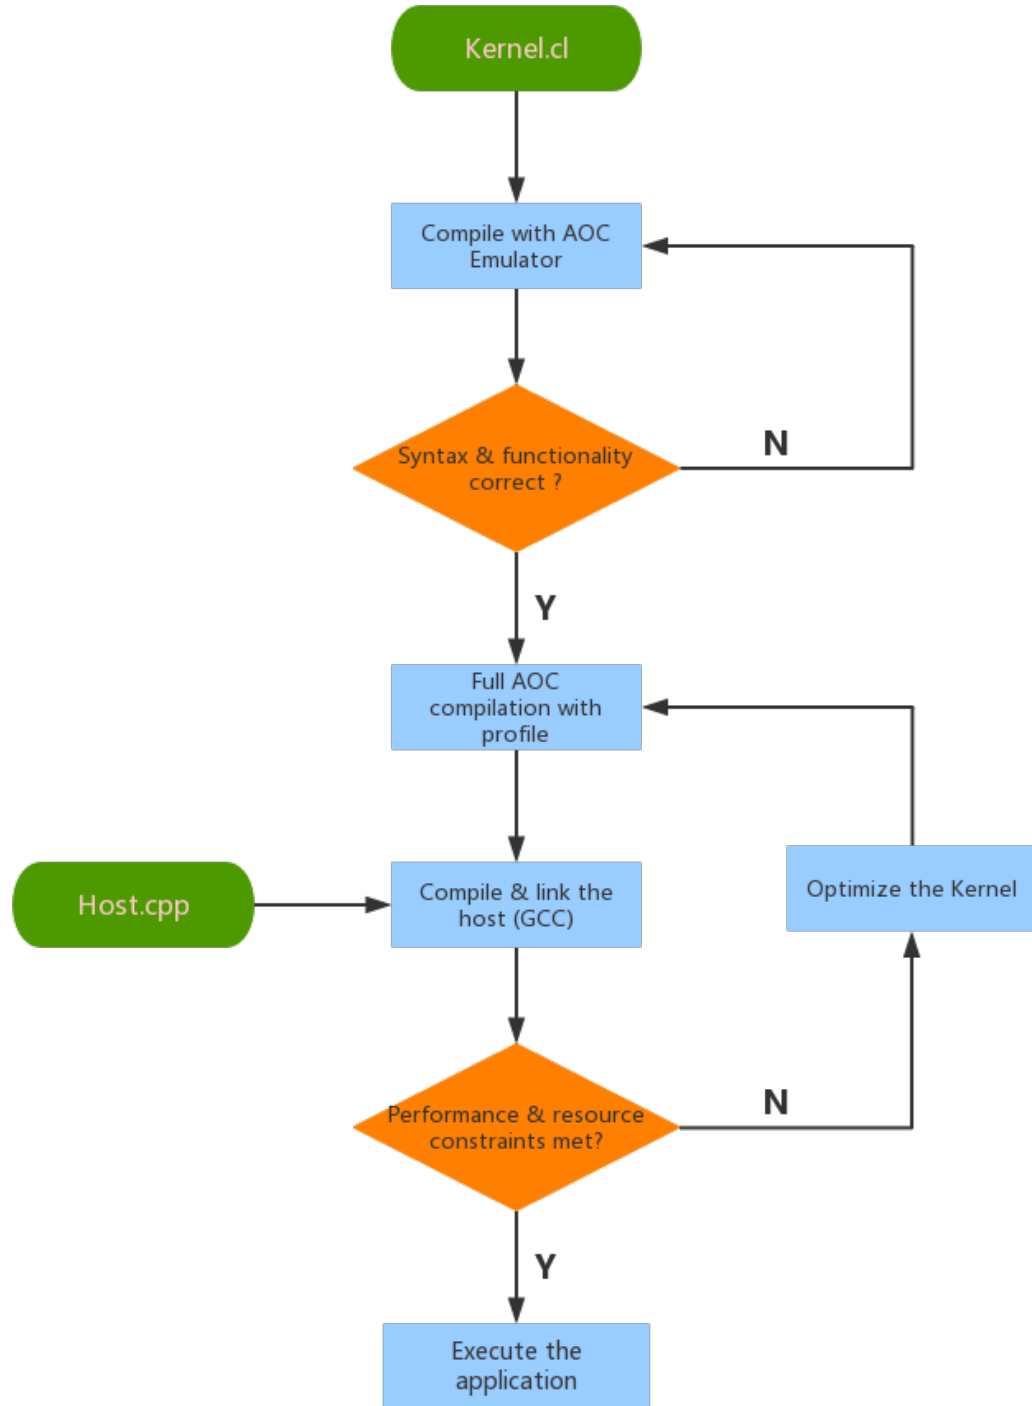 Kernel.cl
Compile with AOC
Emulator
Syntax & functionality
correct ?
N
Y
Full AOC
compilation with
profile
Host.cpp
Compile & link the
host (GCC)
Optimize the Kernel
Performance & resource
constraints met?
N
Y
Execute the
application